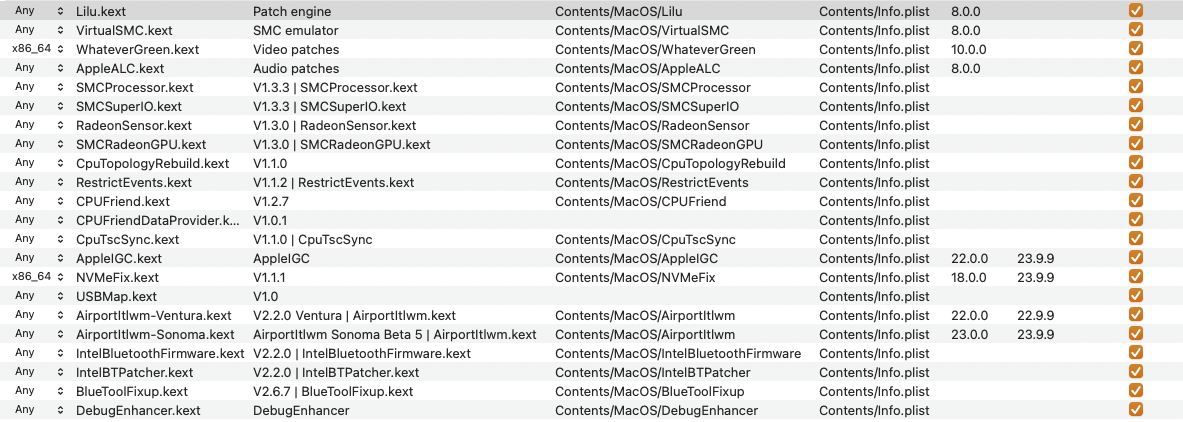 Any Lilu.kext Patch engine Contents/MacOS/Lilu Contents/Info.plist 8.0.0
Any VirtualSMC.kext SMC emulator Contents/MacOS/VirtualSMC Contents/Info.plist 8.0.0
x86_64 WhateverGreen.kext Video patches Contents/MacOS/WhateverGreen Contents/Info.plist 10.0.0
Any AppleALC.kext Audio patches Contents/MacOS/AppleALC Contents/Info.plist 8.0.0
Any SMCProcessor.kext V1.3.3 | SMCProcessor.kext Contents/MacOS/SMCProcessor Contents/Info.plist
Any SMCSuperIO.kext V1.3.3 | SMCSuperIO.kext Contents/MacOS/SMCSuperIO Contents/Info.plist
Any RadeonSensor.kext V1.3.0 | RadeonSensor.kext Contents/MacOS/RadeonSensor Contents/Info.plist
Any SMCRadeonGPU.kext V1.3.0 | SMCRadeonGPU.kext Contents/MacOS/SMCRadeonGPU Contents/Info.plist
Any CpuTopologyRebuild.kext V1.1.0 Contents/MacOS/CpuTopologyRebuild Contents/Info.plist
Any RestrictEvents.kext V1.1.2 | RestrictEvents.kext Contents/MacOS/RestrictEvents Contents/Info.plist
Any CPUFriend.kext V1.2.7 Contents/MacOS/CPUFriend Contents/Info.plist
Any CPUFriendDataProvider.k... V1.0.1 Contents/Info.plist
Any CpuTscSync.kext V1.1.0 | CpuTscSync Contents/MacOS/CpuTscSync Contents/Info.plist
Any AppleIGC.kext AppleIGC Contents/MacOS/AppleIGC Contents/Info.plist 22.0.0 23.9.9
x86_64 NVMeFix.kext V1.1.1 Contents/MacOS/NVMeFix Contents/Info.plist 18.0.0 23.9.9
Any USBMap.kext V1.0 Contents/Info.plist
Any AirportItlwm-Ventura.kext V2.2.0 Ventura | AirportItlwm.kext Contents/MacOS/AirportItlwm Contents/Info.plist 22.0.0 22.9.9
Any AirportItlwm-Sonoma.kext AirportItlwm Sonoma Beta 5 | AirportItlwm.kext Contents/MacOS/AirportItlwm Contents/Info.plist 23.0.0 23.9.9
Any IntelBluetoothFirmware.kext V2.2.0 | IntelBluetoothFirmware.kext Contents/MacOS/IntelBluetoothFirmware Contents/Info.plist
Any IntelBTPatcher.kext V2.2.0 | IntelBTPatcher.kext Contents/MacOS/IntelBTPatcher Contents/Info.plist
Any BlueToolFixup.kext V2.6.7 | BlueToolFixup.kext Contents/MacOS/BlueToolFixup Contents/Info.plist
Any DebugEnhancer.kext DebugEnhancer Contents/MacOS/DebugEnhancer Contents/Info.plist